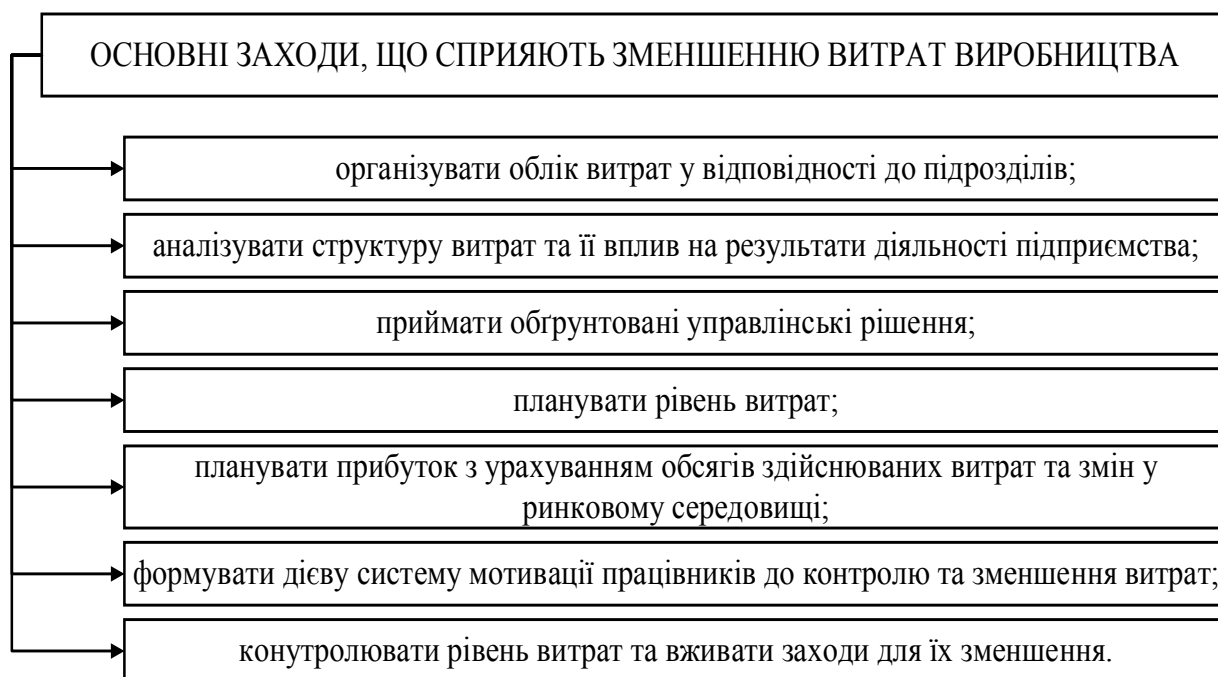 ОСНОВНІ ЗАХОДИ, ЩО СПРИЯЮТЬ ЗМЕНШЕННЮ ВИТРАТ ВИРОБНИЦТВА
організувати облік витрат у відповідності до підрозділів;
аналізувати структуру витрат та її вплив на результати діяльності підприємства;
приймати обґрунтовані управлінські рішення;
планувати рівень витрат;
планувати прибуток з урахуванням обсягів здійснюваних витрат та змін у
ринковому середовищі;
формувати дієву систему мотивації працівників до контролю та зменшення витрат;
конутролювати рівень витрат та вживати заходи для їх зменшення.